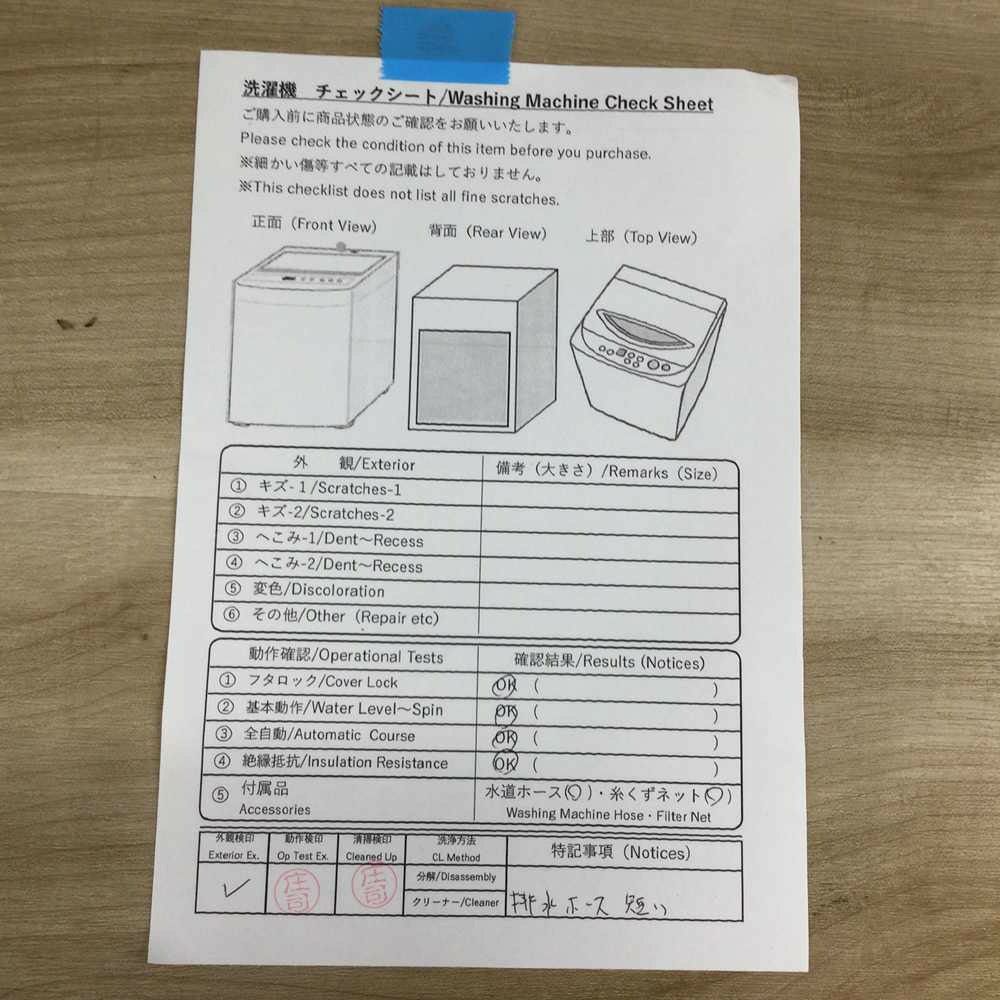 洗濯機 チェックシート/Washing Machine Check Sheet
ご購入前に商品状態のご確認をお願いいたします。
Please check the condition of this item before you purchase.
※細かい傷等すべての記載はしておりません。
※This checklist does not list all fine scratches.
正面（Front View） 背面（Rear View） 上部（Top View）
外 観/Exterior 備考（大きさ）/Remarks（Size）
① キズ-1/Scratches-1
② キズ-2/Scratches-2
③ へこみ-1/Dent～Recess
④ へこみ-2/Dent～Recess
⑤ 変色/Discoloration
⑥ その他/Other（Repair etc）
動作確認/Operational Tests 確認結果/Results (Notices)
① フタロック/Cover Lock OK ( )
② 基本動作/Water Level～Spin OK ( )
③ 全自動/Automatic Course OK ( )
④ 絶縁抵抗/Insulation Resistance OK ( )
⑤ 付属品 水道ホース(○)・糸くずネット(○)
Accessories Washing Machine Hose・Filter Net
外観検印 動作検印 清掃検印 洗浄方法 特記事項（Notices）
Exterior Ex. Op Test Ex. Cleaned Up CL Method
✓ 庄司 庄司 分解/Disassembly
クリーナー/Cleaner 排水ホース 短い